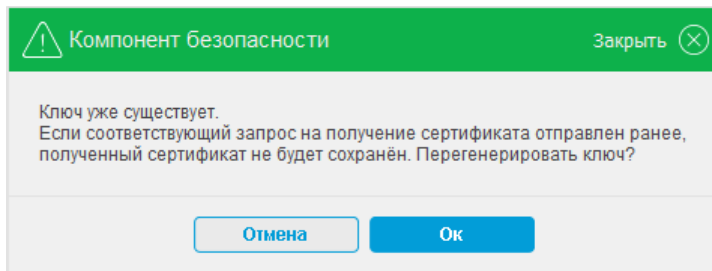 Компонент безопасности
Закрыть
Ключ уже существует.
Если соответствующий запрос на получение сертификата отправлен ранее,
полученный сертификат не будет сохранён. Перегенерировать ключ?
Отмена
Ок